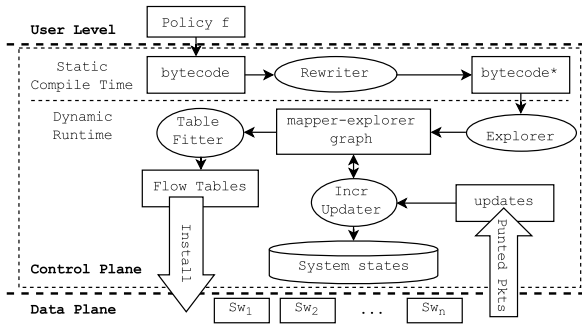 Policy f
User Level
Static
Compile Time
bytecode
Rewriter
bytecode*
Dynamic
Runtime
Table
Fitter
mapper-explorer
graph
Explorer
Flow Tables
Incr
Updater
updates
Install
Punted Pkts
System states
Control Plane
Data Plane
Sw1
Sw2
...
Swn